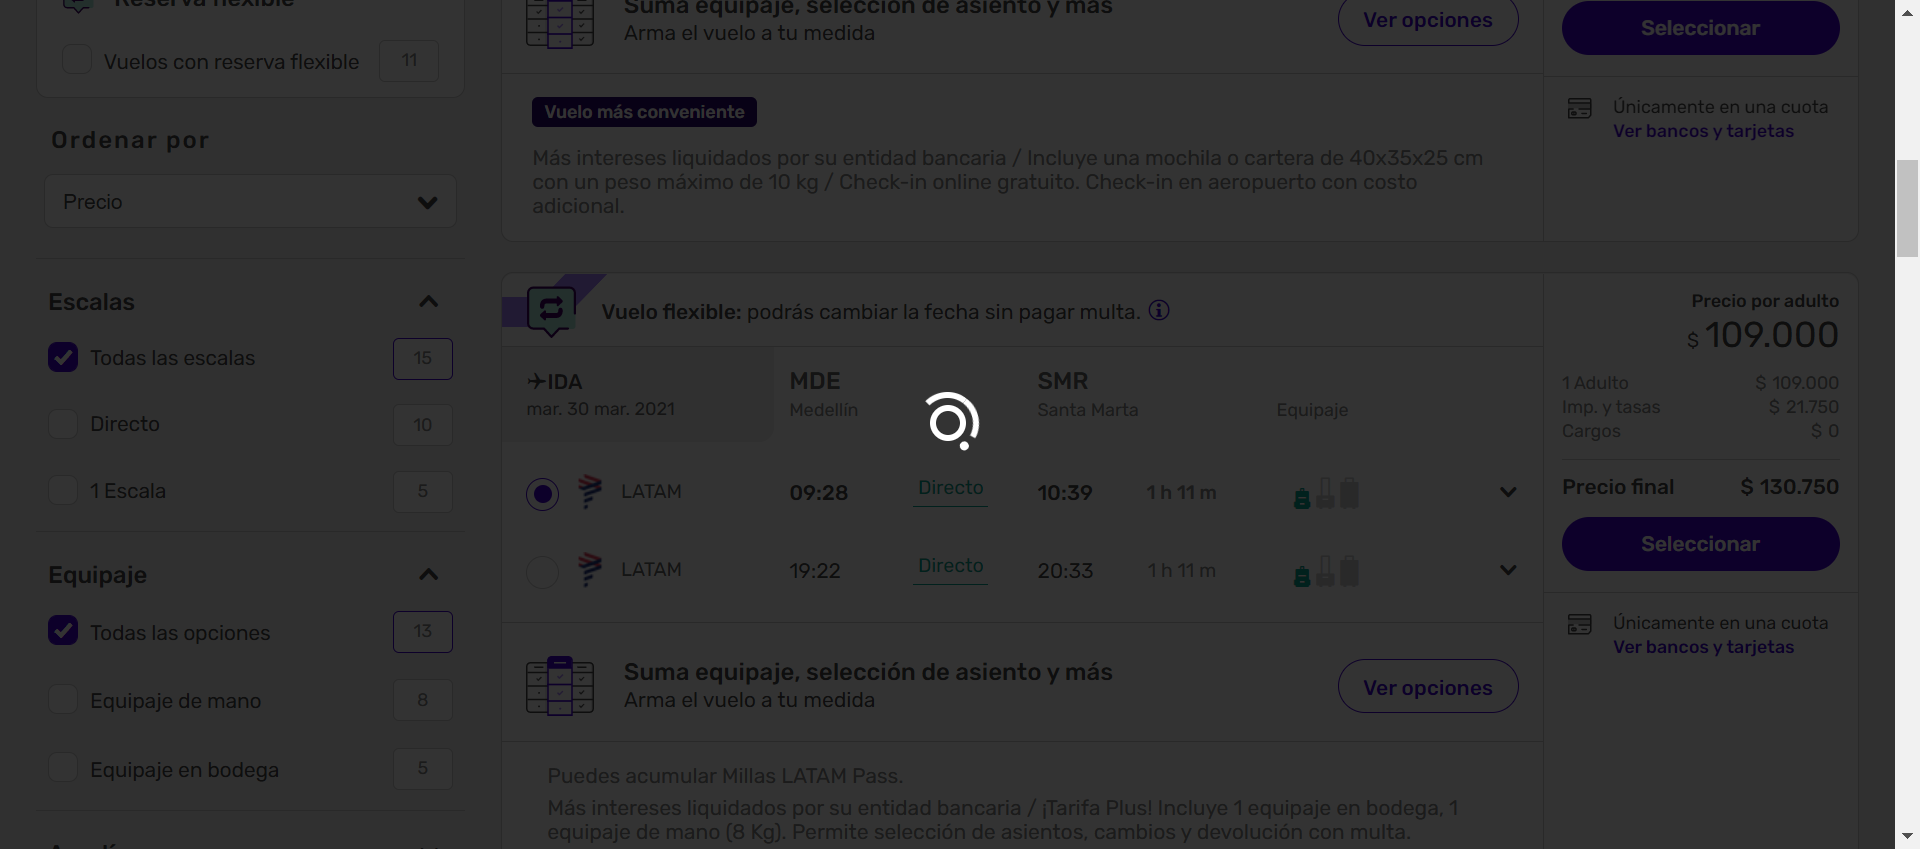 Reserva flexible
Vuelos con reserva flexible 11
Ordenar por
Precio
Escalas
Todas las escalas 15
Directo 10
1 Escala 5
Equipaje
Todas las opciones 13
Equipaje de mano 8
Equipaje en bodega 5
Suma equipaje, selección de asiento y más
Arma el vuelo a tu medida
Ver opciones
Seleccionar
Vuelo más conveniente
Más intereses liquidados por su entidad bancaria / Incluye una mochila o cartera de 40x35x25 cm
con un peso máximo de 10 kg / Check-in online gratuito. Check-in en aeropuerto con costo
adicional.
Únicamente en una cuota
Ver bancos y tarjetas
Vuelo flexible: podrás cambiar la fecha sin pagar multa.
IDA MDE SMR
mar. 30 mar. 2021 Medellín Santa Marta Equipaje
LATAM 09:28 Directo 10:39 1 h 11 m
LATAM 19:22 Directo 20:33 1 h 11 m
Suma equipaje, selección de asiento y más
Arma el vuelo a tu medida
Ver opciones
Puedes acumular Millas LATAM Pass.
Más intereses liquidados por su entidad bancaria / ¡Tarifa Plus! Incluye 1 equipaje en bodega, 1
equipaje de mano (8 Kg). Permite selección de asientos, cambios y devolución con multa.
Precio por adulto
$ 109.000
1 Adulto $ 109.000
Imp. y tasas $ 21.750
Cargos $ 0
Precio final $ 130.750
Seleccionar
Únicamente en una cuota
Ver bancos y tarjetas